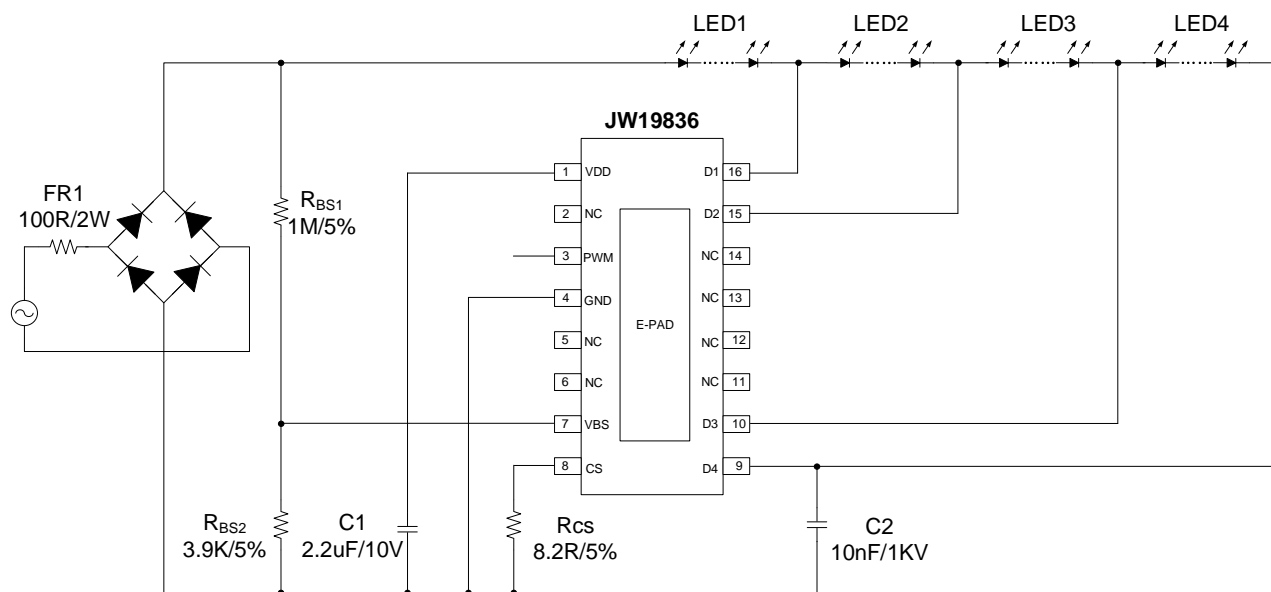 LED1
LED2
LED3
LED4
JW19836
1 VDD
D1 16
2 NC
D2 15
3 PWM
NC 14
4 GND
NC 13
5 NC
NC 12
6 NC
NC 11
7 VBS
D3 10
8 CS
D4 9
E-PAD
FR1
100R/2W
RBS1
1M/5%
RBS2
3.9K/5%
C1
2.2uF/10V
Rcs
8.2R/5%
C2
10nF/1KV